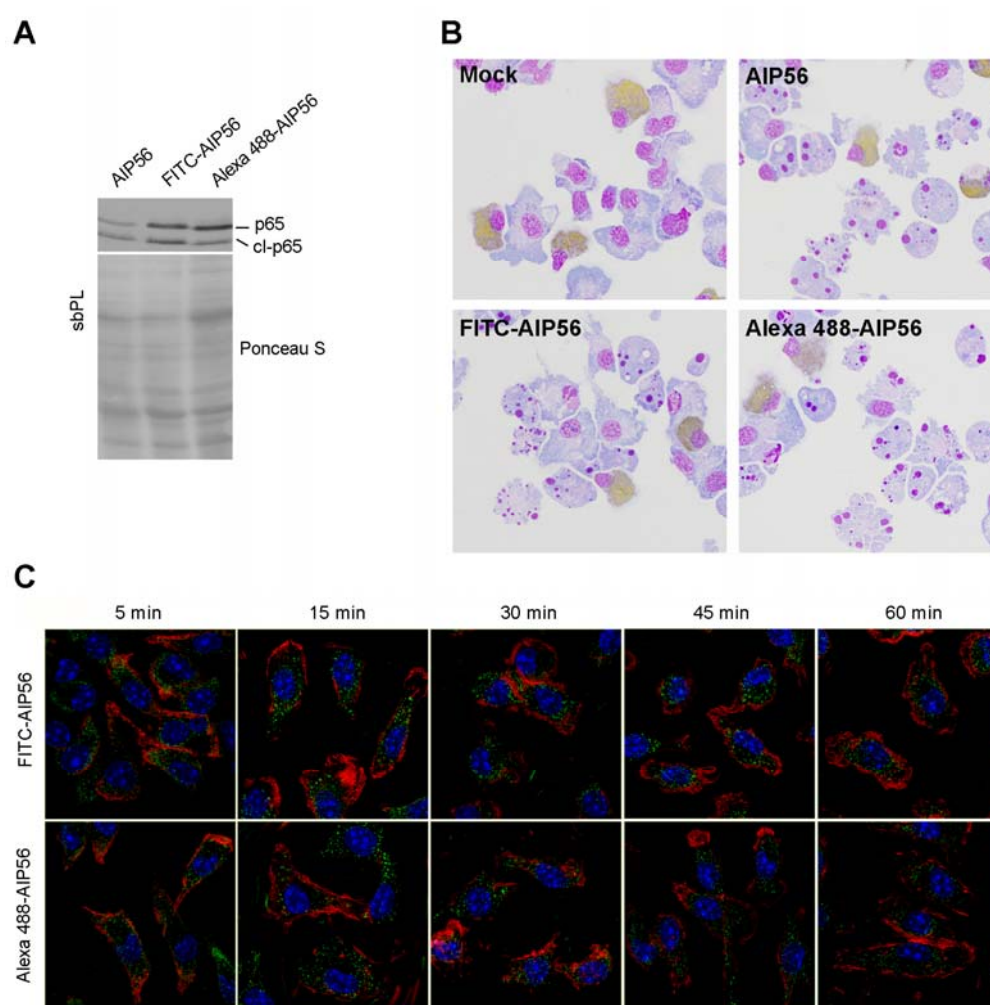 A
AIP56
FITC-AIP56
Alexa 488-AIP56
p65
cl-p65
sbPL
Ponceau S
B
Mock
AIP56
FITC-AIP56
Alexa 488-AIP56
C
5 min
15 min
30 min
45 min
60 min
FITC-AIP56
Alexa 488-AIP56